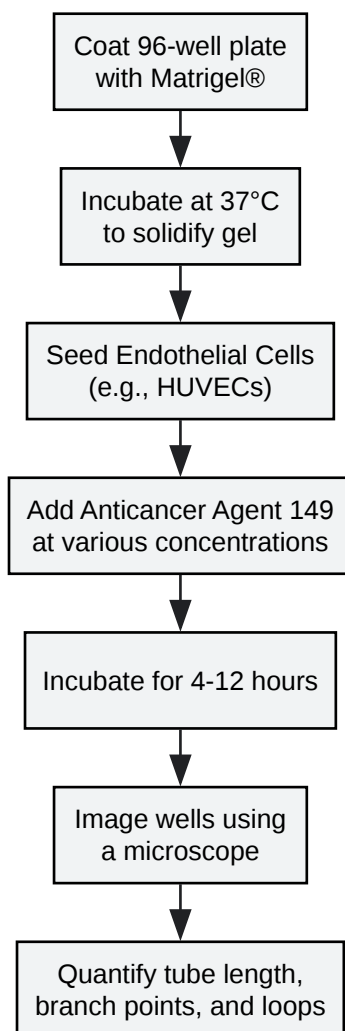 Coat 96-well plate
with Matrigel®
Incubate at 37°C
to solidify gel
Seed Endothelial Cells
(e.g., HUVECs)
Add Anticancer Agent 149
at various concentrations
Incubate for 4-12 hours
Image wells using
a microscope
Quantify tube length,
branch points, and loops